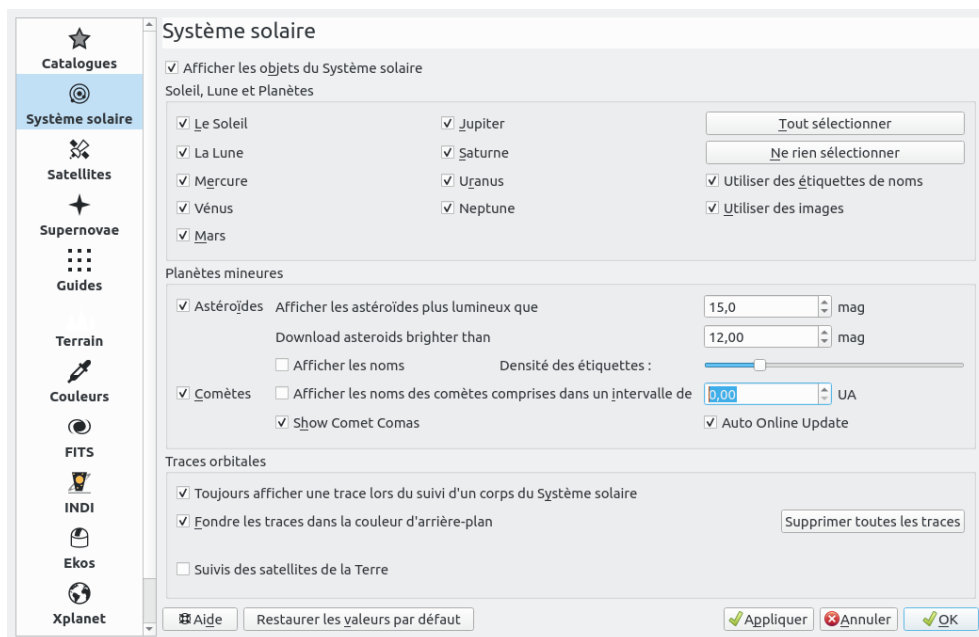 Système solaire
Catalogues
Système solaire
Satellites
Supernovae
Guides
Terrain
Couleurs
FITS
INDI
Ekos
Xplanet
Afficher les objets du Système solaire
Soleil, Lune et Planètes
Le Soleil
Jupiter
Tout sélectionner
La Lune
Saturne
Ne rien sélectionner
Mercure
Uranus
Utiliser des étiquettes de noms
Vénus
Neptune
Utiliser des images
Mars
Planètes mineures
Astéroïdes
Afficher les astéroïdes plus lumineux que
15,0
mag
Download asteroids brighter than
12,00
mag
Afficher les noms
Densité des étiquettes :
Comètes
Afficher les noms des comètes comprises dans un intervalle de
0,00
UA
Show Comet Comas
Auto Online Update
Traces orbitales
Toujours afficher une trace lors du suivi d'un corps du Système solaire
Fondre les traces dans la couleur d'arrière-plan
Supprimer toutes les traces
Suivis des satellites de la Terre
Aide
Restaurer les valeurs par défaut
Appliquer
Annuler
OK